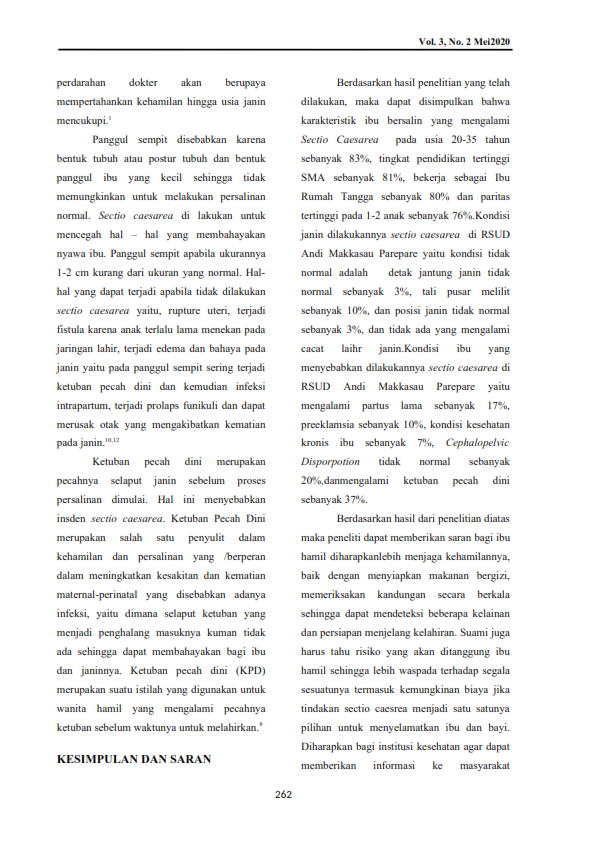 Vol. 3, No. 2 Mei2020
perdarahan dokter akan berupaya
mempertahankan kehamilan hingga usia janin
mencukupi.1
Panggul sempit disebabkan karena
bentuk tubuh atau postur tubuh dan bentuk
panggul ibu yang kecil sehingga tidak
memungkinkan untuk melakukan persalinan
normal. Sectio caesarea di lakukan untuk
mencegah hal – hal yang membahayakan
nyawa ibu. Panggul sempit apabila ukurannya
1-2 cm kurang dari ukuran yang normal. Hal-
hal yang dapat terjadi apabila tidak dilakukan
sectio caesarea yaitu, rupture uteri, terjadi
fistula karena anak terlalu lama menekan pada
jaringan lahir, terjadi edema dan bahaya pada
janin yaitu pada panggul sempit sering terjadi
ketuban pecah dini dan kemudian infeksi
intrapartum, terjadi prolaps funikuli dan dapat
merusak otak yang mengakibatkan kematian
pada janin.10,12
Ketuban pecah dini merupakan
pecahnya selaput janin sebelum proses
persalinan dimulai. Hal ini menyebabkan
insden sectio caesarea. Ketuban Pecah Dini
merupakan salah satu penyulit dalam
kehamilan dan persalinan yang /berperan
dalam meningkatkan kesakitan dan kematian
maternal-perinatal yang disebabkan adanya
infeksi, yaitu dimana selaput ketuban yang
menjadi penghalang masuknya kuman tidak
ada sehingga dapat membahayakan bagi ibu
dan janinnya. Ketuban pecah dini (KPD)
merupakan suatu istilah yang digunakan untuk
wanita hamil yang mengalami pecahnya
ketuban sebelum waktunya untuk melahirkan.8
KESIMPULAN DAN SARAN
Berdasarkan hasil penelitian yang telah
dilakukan, maka dapat disimpulkan bahwa
karakteristik ibu bersalin yang mengalami
Sectio Caesarea pada usia 20-35 tahun
sebanyak 83%, tingkat pendidikan tertinggi
SMA sebanyak 81%, bekerja sebagai Ibu
Rumah Tangga sebanyak 80% dan paritas
tertinggi pada 1-2 anak sebanyak 76%.Kondisi
janin dilakukannya sectio caesarea di RSUD
Andi Makkasau Parepare yaitu kondisi tidak
normal adalah detak jantung janin tidak
normal sebanyak 3%, tali pusar melilit
sebanyak 10%, dan posisi janin tidak normal
sebanyak 3%, dan tidak ada yang mengalami
cacat laihr janin.Kondisi ibu yang
menyebabkan dilakukannya sectio caesarea di
RSUD Andi Makkasau Parepare yaitu
mengalami partus lama sebanyak 17%,
preeklamsia sebanyak 10%, kondisi kesehatan
kronis ibu sebanyak 7%, Cephalopelvic
Disporpotion tidak normal sebanyak
20%,danmengalami ketuban pecah dini
sebanyak 37%.
Berdasarkan hasil dari penelitian diatas
maka peneliti dapat memberikan saran bagi ibu
hamil diharapkanlebih menjaga kehamilannya,
baik dengan menyiapkan makanan bergizi,
memeriksakan kandungan secara berkala
sehingga dapat mendeteksi beberapa kelainan
dan persiapan menjelang kelahiran. Suami juga
harus tahu risiko yang akan ditanggung ibu
hamil sehingga lebih waspada terhadap segala
sesuatunya termasuk kemungkinan biaya jika
tindakan sectio caesrea menjadi satu satunya
pilihan untuk menyelamatkan ibu dan bayi.
Diharapkan bagi institusi kesehatan agar dapat
memberikan informasi ke masyarakat
262